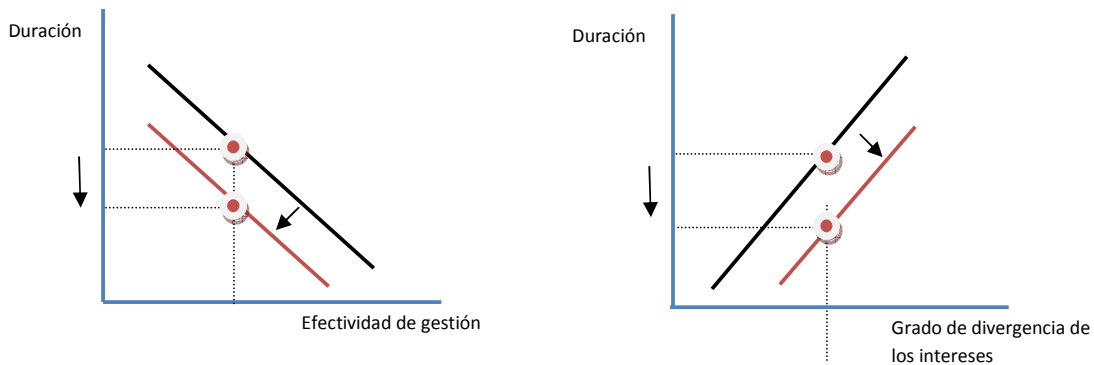 Duración
Efectividad de gestión
Duración
Grado de divergencia de
los intereses